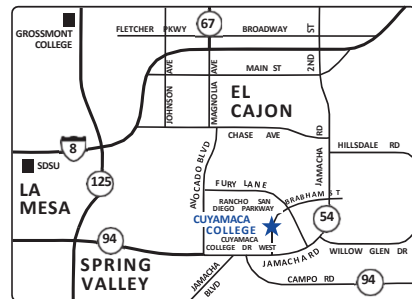 GROSSMONT
COLLEGE
67
FLETCHER PKWY
BROADWAY
2ND ST
MAIN ST
JOHNSON AVE
MAGNOLIA AVE
EL
CAJON
CHASE AVE
8
SDSU
LA
MESA
125
AVOCADO BLVD
JAMACHA RD
HILLSDALE RD
FURY LANE
RANCHO SAN
DIEGO PARKWAY
BRABHAM ST
CUYAMACA
COLLEGE
CUYAMACA
COLLEGE DR WEST
54
94
SPRING
VALLEY
JAMACHA RD
WILLOW GLEN DR
JAMACHA
BLVD
CAMPO RD
94